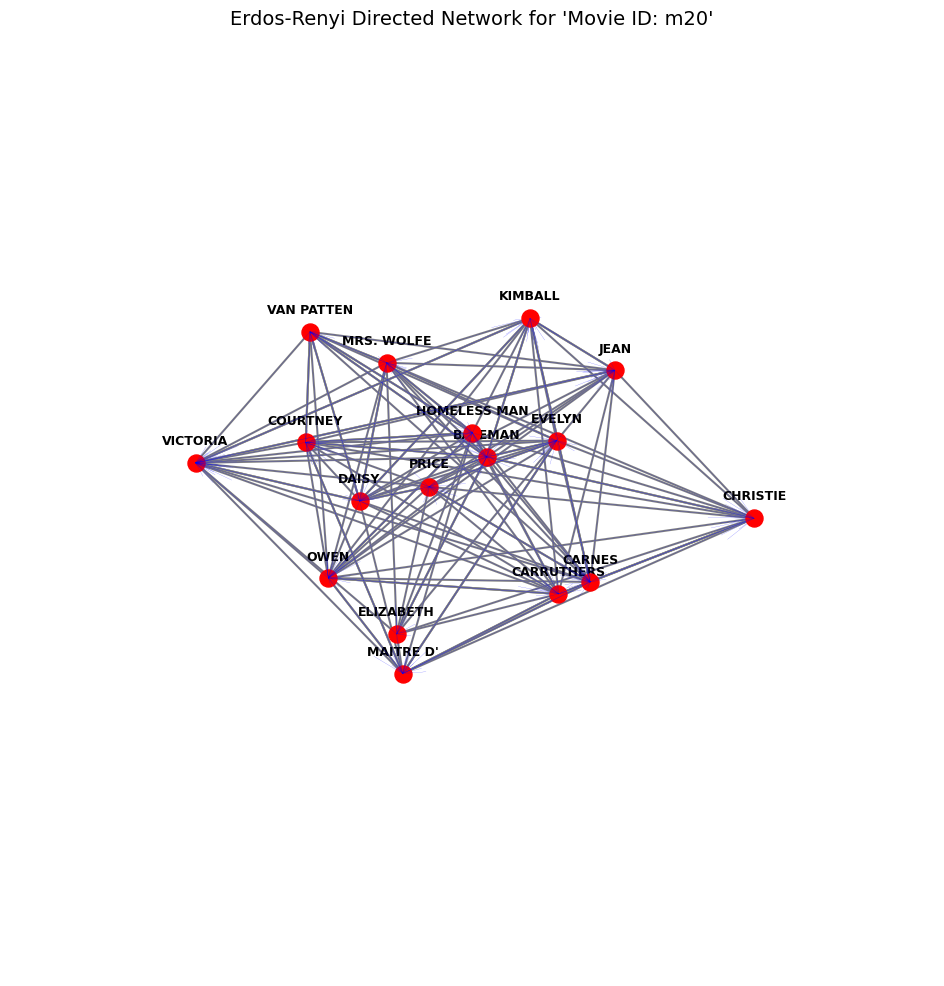 Erdos-Renyi Directed Network for 'Movie ID: m20'
KIMBALL
VAN PATTEN
MRS. WOLFE
JEAN
HOMELESS MAN
EVELYN
COURTNEY
BATEMAN
VICTORIA
PRICE
DAISY
CHRISTIE
OWEN
CARNES
CARRUTHERS
ELIZABETH
MAITRE D'